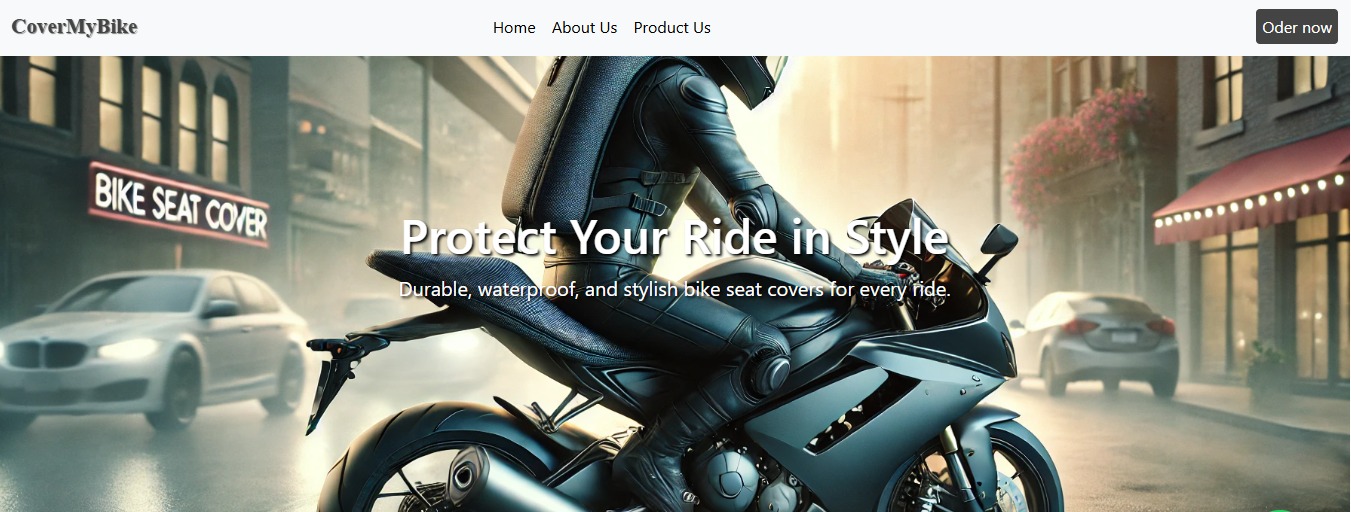 CoverMyBike
Home About Us Product Us
Oder now
BIKE SEAT COVER
Protect Your Ride in Style
Durable, waterproof, and stylish bike seat covers for every ride.